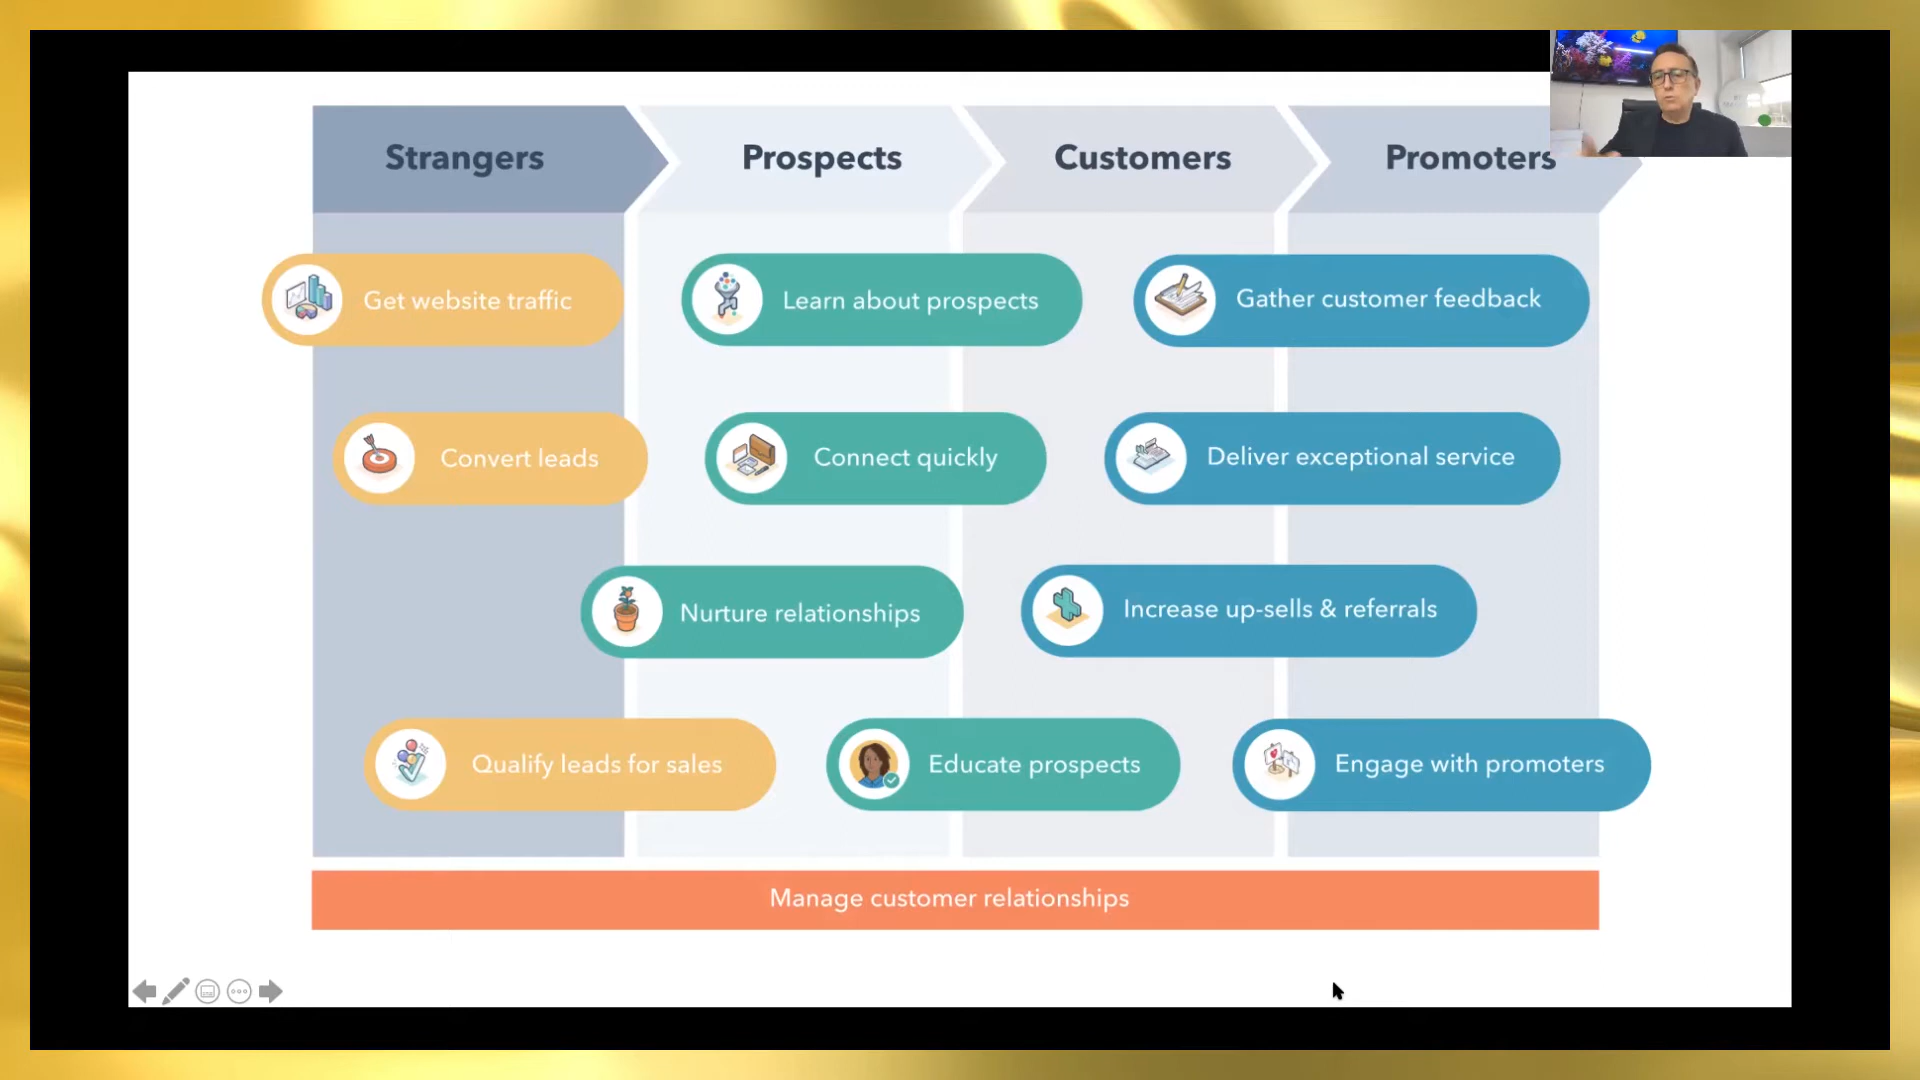 Strangers
Prospects
Customers
Promoters
Get website traffic
Learn about prospects
Gather customer feedback
Convert leads
Connect quickly
Deliver exceptional service
Nurture relationships
Increase up-sells & referrals
Qualify leads for sales
Educate prospects
Engage with promoters
Manage customer relationships